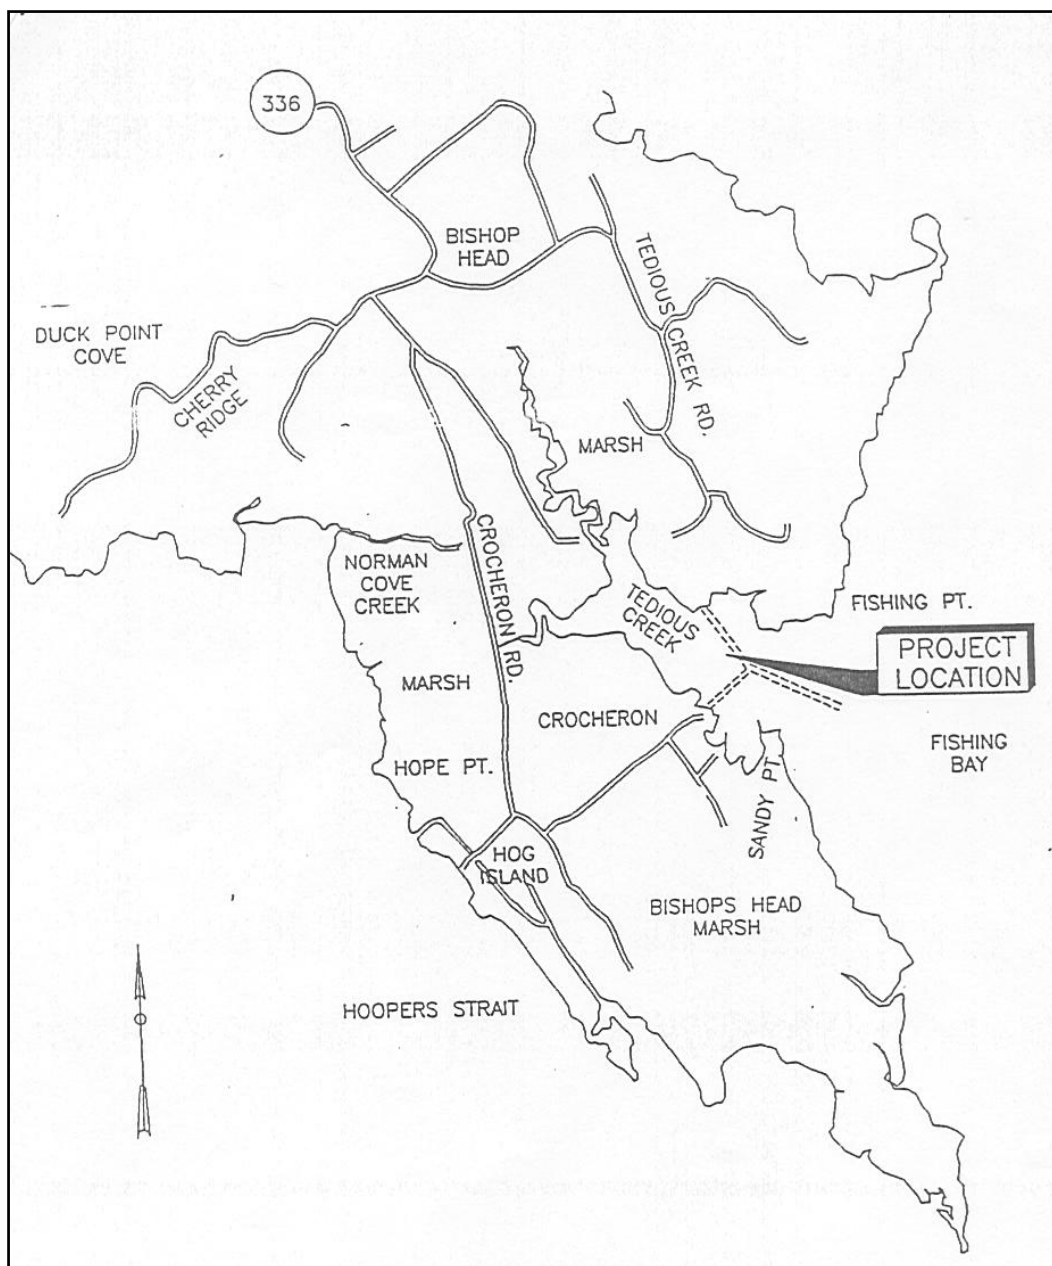 336
BISHOP
HEAD
TEDIOUS CREEK RD.
DUCK POINT
COVE
CHERRY
RIDGE
MARSH
CROCHERON RD.
NORMAN
COVE
CREEK
TEDIOUS
CREEK
FISHING PT.
PROJECT
LOCATION
MARSH
CROCHERON
FISHING
BAY
HOPE PT.
SANDY PT.
HOG
ISLAND
BISHOPS HEAD
MARSH
HOOPERS STRAIT